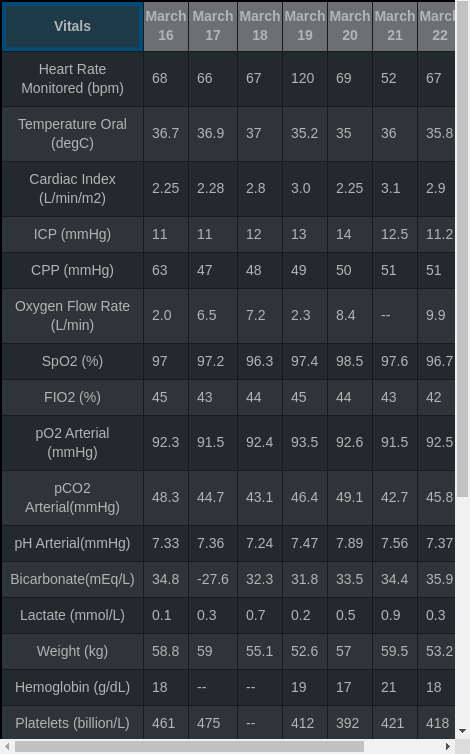 Vitals March 16 March 17 March 18 March 19 March 20 March 21 March 22
Heart Rate Monitored (bpm) 68 66 67 120 69 52 67
Temperature Oral (degC) 36.7 36.9 37 35.2 35 36 35.8
Cardiac Index (L/min/m2) 2.25 2.28 2.8 3.0 2.25 3.1 2.9
ICP (mmHg) 11 11 12 13 14 12.5 11.2
CPP (mmHg) 63 47 48 49 50 51 51
Oxygen Flow Rate (L/min) 2.0 6.5 7.2 2.3 8.4 -- 9.9
SpO2 (%) 97 97.2 96.3 97.4 98.5 97.6 96.7
FIO2 (%) 45 43 44 45 44 43 42
pO2 Arterial (mmHg) 92.3 91.5 92.4 93.5 92.6 91.5 92.5
pCO2 Arterial(mmHg) 48.3 44.7 43.1 46.4 49.1 42.7 45.8
pH Arterial(mmHg) 7.33 7.36 7.24 7.47 7.89 7.56 7.37
Bicarbonate(mEq/L) 34.8 -27.6 32.3 31.8 33.5 34.4 35.9
Lactate (mmol/L) 0.1 0.3 0.7 0.2 0.5 0.9 0.3
Weight (kg) 58.8 59 55.1 52.6 57 59.5 53.2
Hemoglobin (g/dL) 18 -- -- 19 17 21 18
Platelets (billion/L) 461 475 -- 412 392 421 418